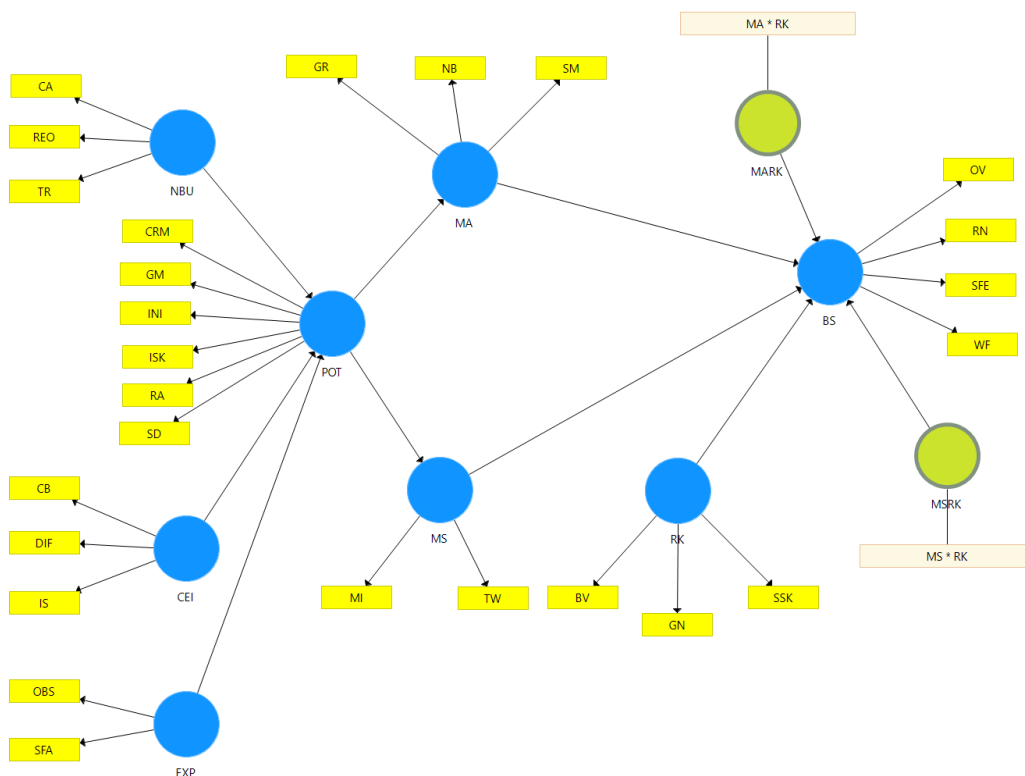 MA * RK
GR
NB
SM
CA
REO
TR
NBU
MA
MARK
OV
RN
SFE
WF
BS
CRM
GM
INI
ISK
RA
SD
POT
CB
DIF
IS
CEI
MS
MI
TW
RK
BV
GN
SSK
MSRK
MS * RK
OBS
SFA
EXP